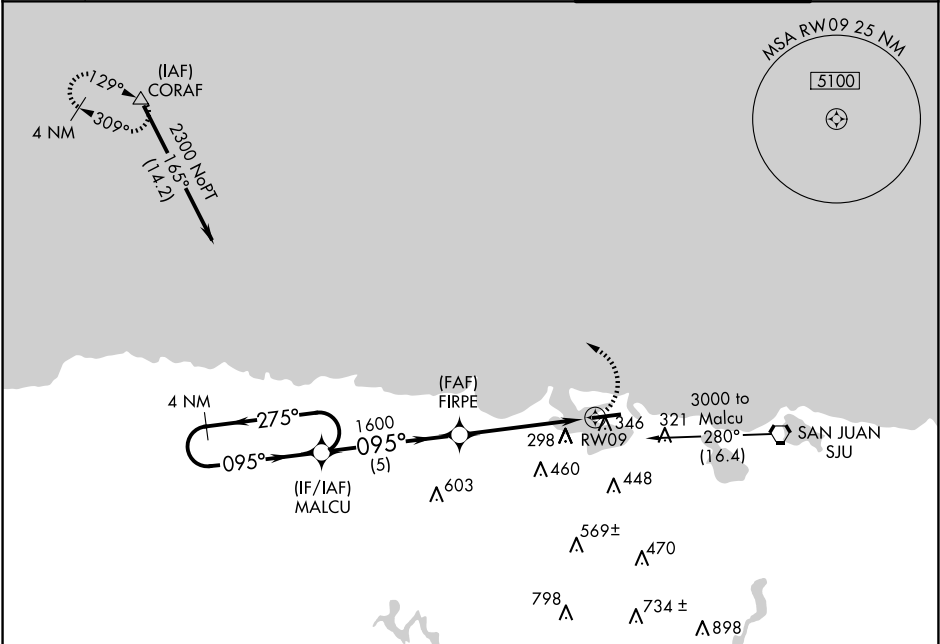 MSA RW09 25 NM
5100
(IAF)
CORAF
129°
309°
4 NM
2300 NoPT
165°
(14.2)
4 NM
275°
095°
(IF/IAF)
MALCU
1600
095°
(5)
(FAF)
FIRPE
603
298
RW09
346
321
460
448
3000 to
Malcu
280°
(16.4)
SAN JUAN
SJU
569±
470
798
734 ±
898